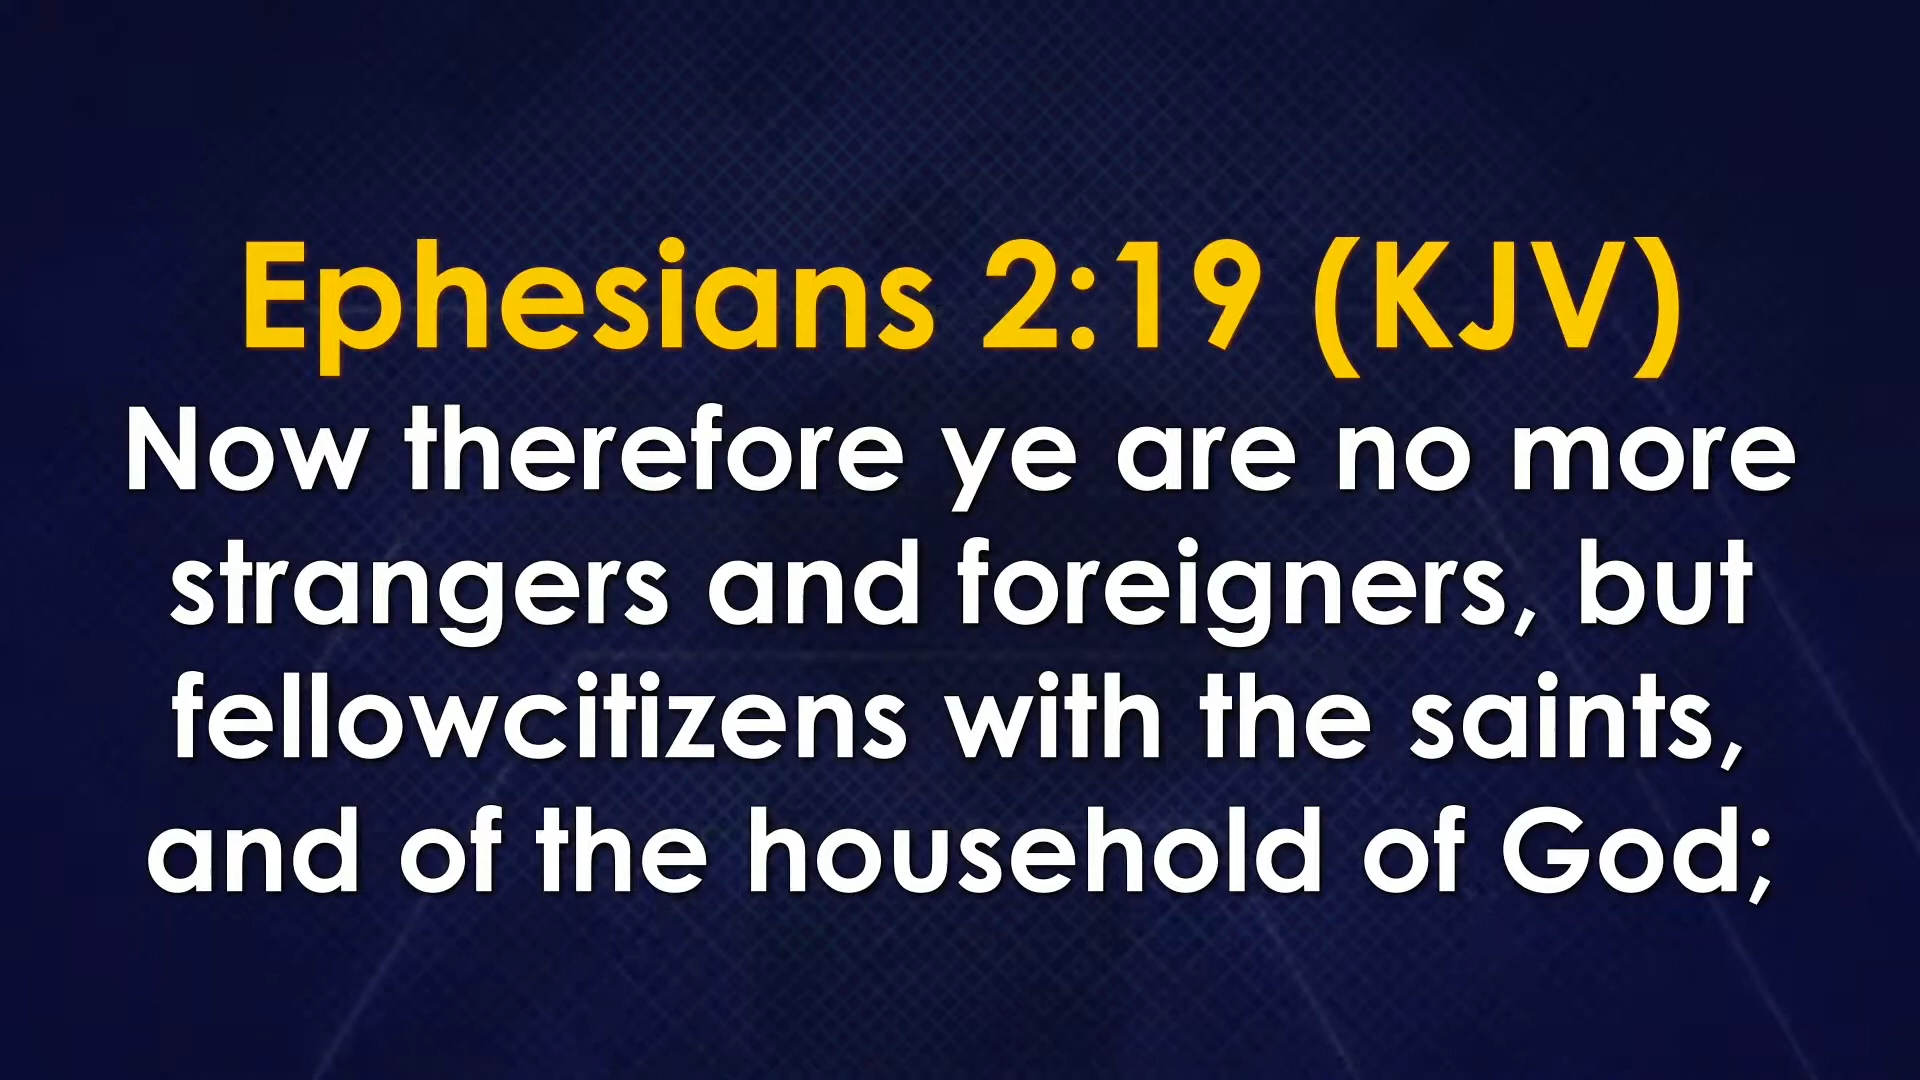 Ephesians 2:19 (KJV)
Now therefore ye are no more
strangers and foreigners, but
fellowcitizens with the saints,
and of the household of God;